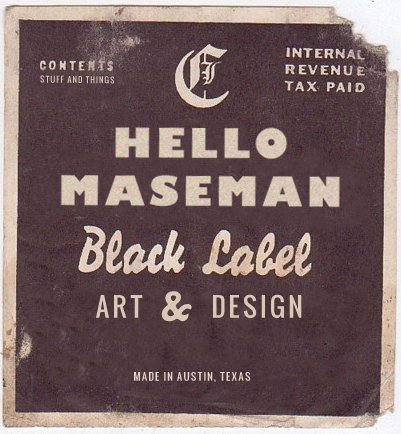 CONTENTS
STUFF AND THINGS
INTERNAL
REVENUE
TAX PAID
HELLO
MASEMAN
Black Label
ART & DESIGN
MADE IN AUSTIN, TEXAS